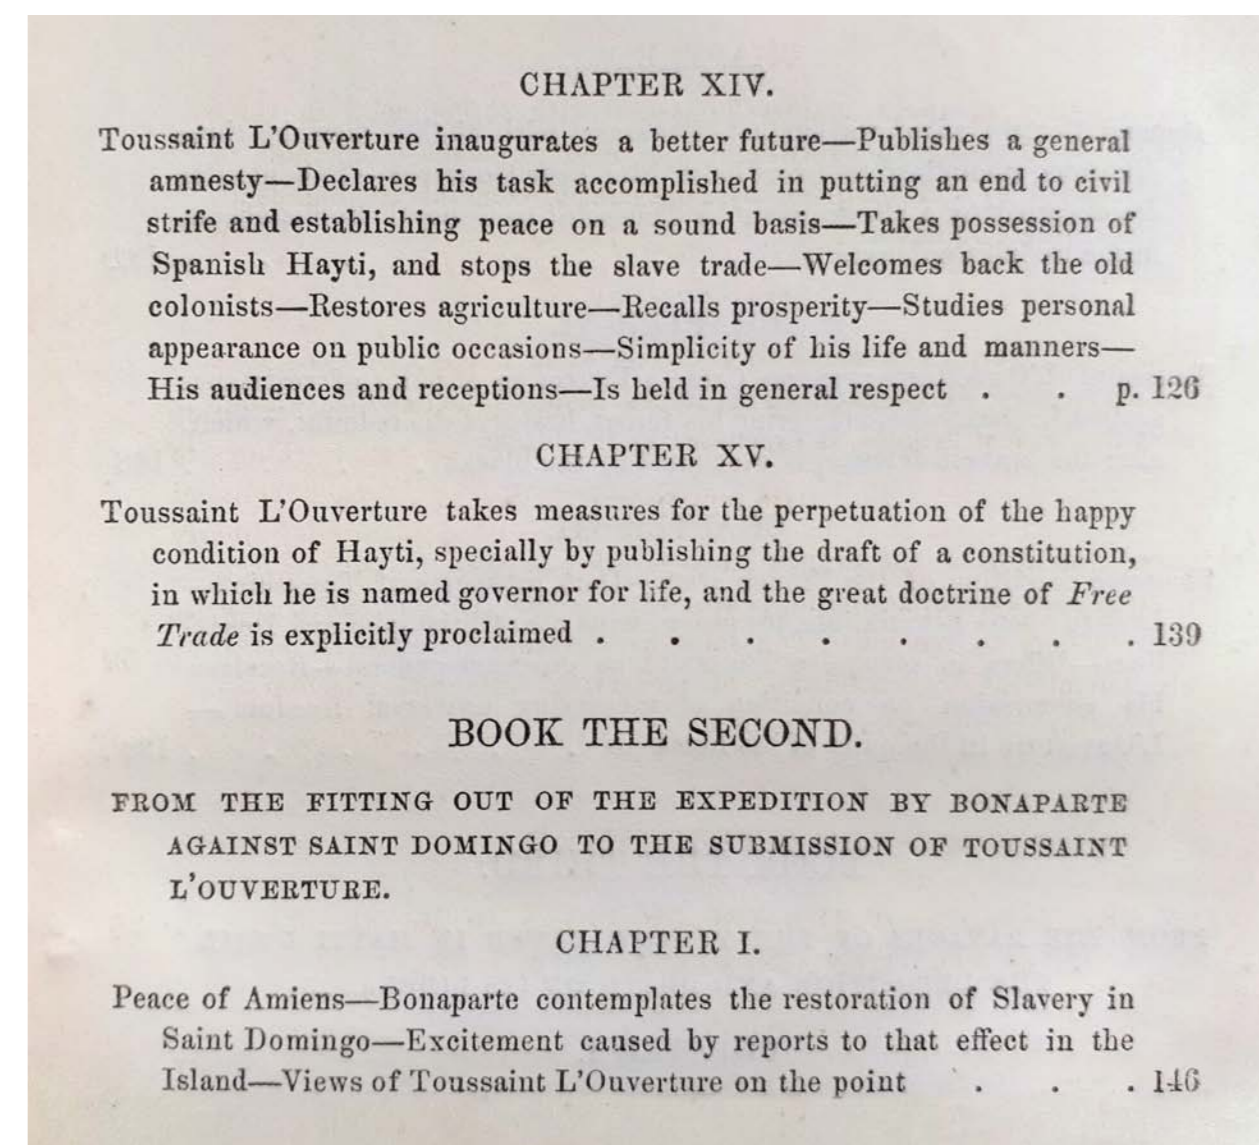 CHAPTER XIV.
Toussaint L'Ouverture inaugurates a better future—Publishes a general
amnesty—Declares his task accomplished in putting an end to civil
strife and establishing peace on a sound basis—Takes possession of
Spanish Hayti, and stops the slave trade—Welcomes back the old
colonists—Restores agriculture—Recalls prosperity—Studies personal
appearance on public occasions—Simplicity of his life and manners—
His audiences and receptions—Is held in general respect . . p. 126
CHAPTER XV.
Toussaint L'Ouverture takes measures for the perpetuation of the happy
condition of Hayti, specially by publishing the draft of a constitution,
in which he is named governor for life, and the great doctrine of Free
Trade is explicitly proclaimed . . . . . . . . 139
BOOK THE SECOND.
FROM THE FITTING OUT OF THE EXPEDITION BY BONAPARTE
AGAINST SAINT DOMINGO TO THE SUBMISSION OF TOUSSAINT
L'OUVERTURE.
CHAPTER I.
Peace of Amiens—Bonaparte contemplates the restoration of Slavery in
Saint Domingo—Excitement caused by reports to that effect in the
Island—Views of Toussaint L'Ouverture on the point . . . 146